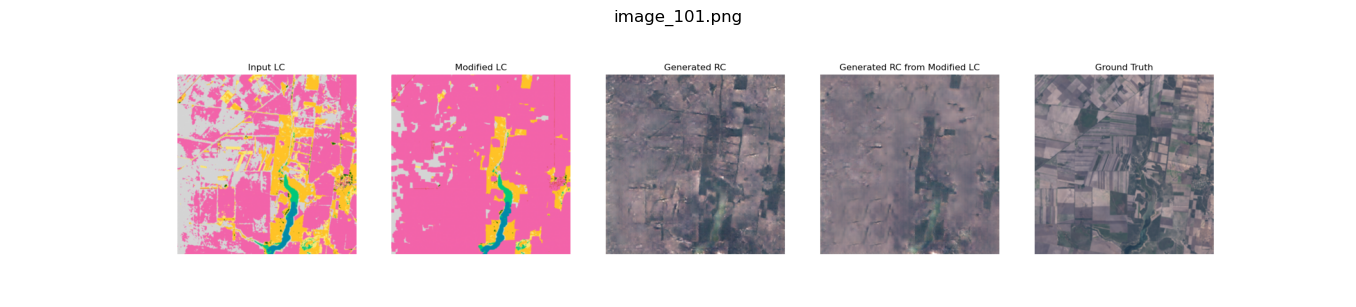 image_101.png
Input LC
Modified LC
Generated RC
Generated RC from Modified LC
Ground Truth